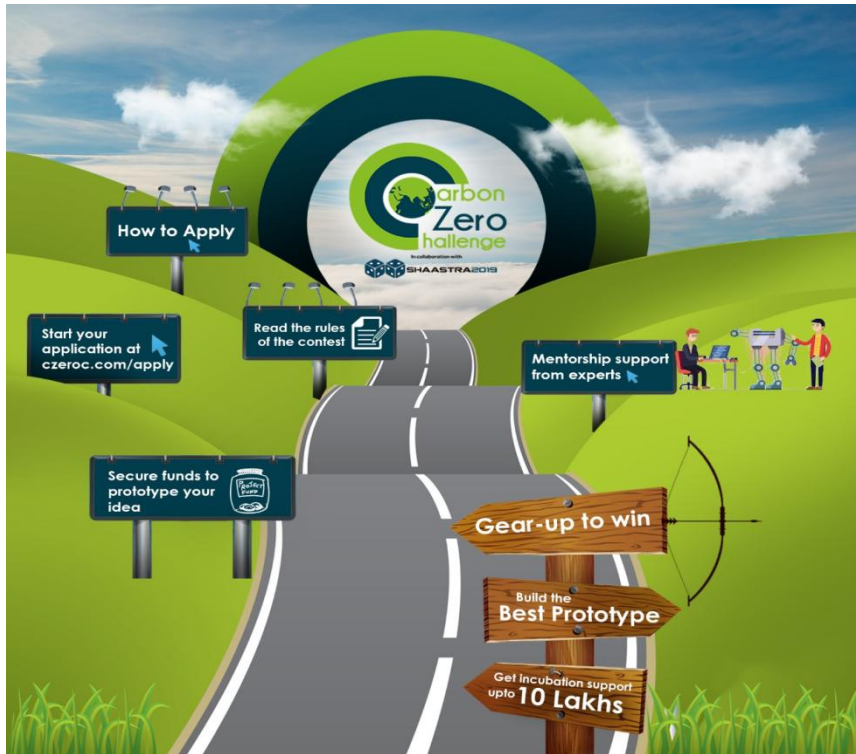 Carbon
Zero
Challenge
In collaboration with
SHAASTRA2019
How to Apply
Start your
application at
czeroc.com/apply
Read the rules
of the contest
Mentorship support
from experts
Secure funds to
prototype your
idea
PROJECT
FUND
Gear-up to win
Build the
Best Prototype
Get Incubation support
upto 10 Lakhs